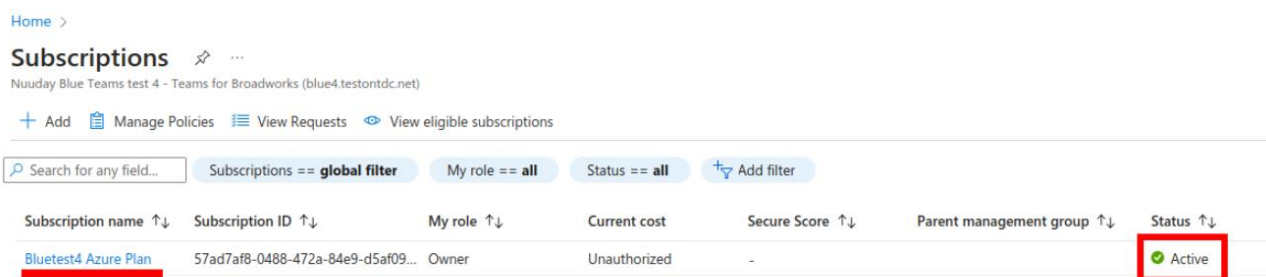 Home >
Subscriptions ...
Nuuday Blue Teams test 4 - Teams for Broadworks (blue4.testontdc.net)
+ Add Manage Policies View Requests View eligible subscriptions
Search for any field... Subscriptions == global filter My role == all Status == all Add filter
Subscription name ↑↓ Subscription ID ↑↓ My role ↑↓ Current cost Secure Score ↑↓ Parent management group ↑↓ Status ↑↓
Bluetest4 Azure Plan 57ad7af8-0488-472a-84e9-d5af09... Owner Unauthorized - Active